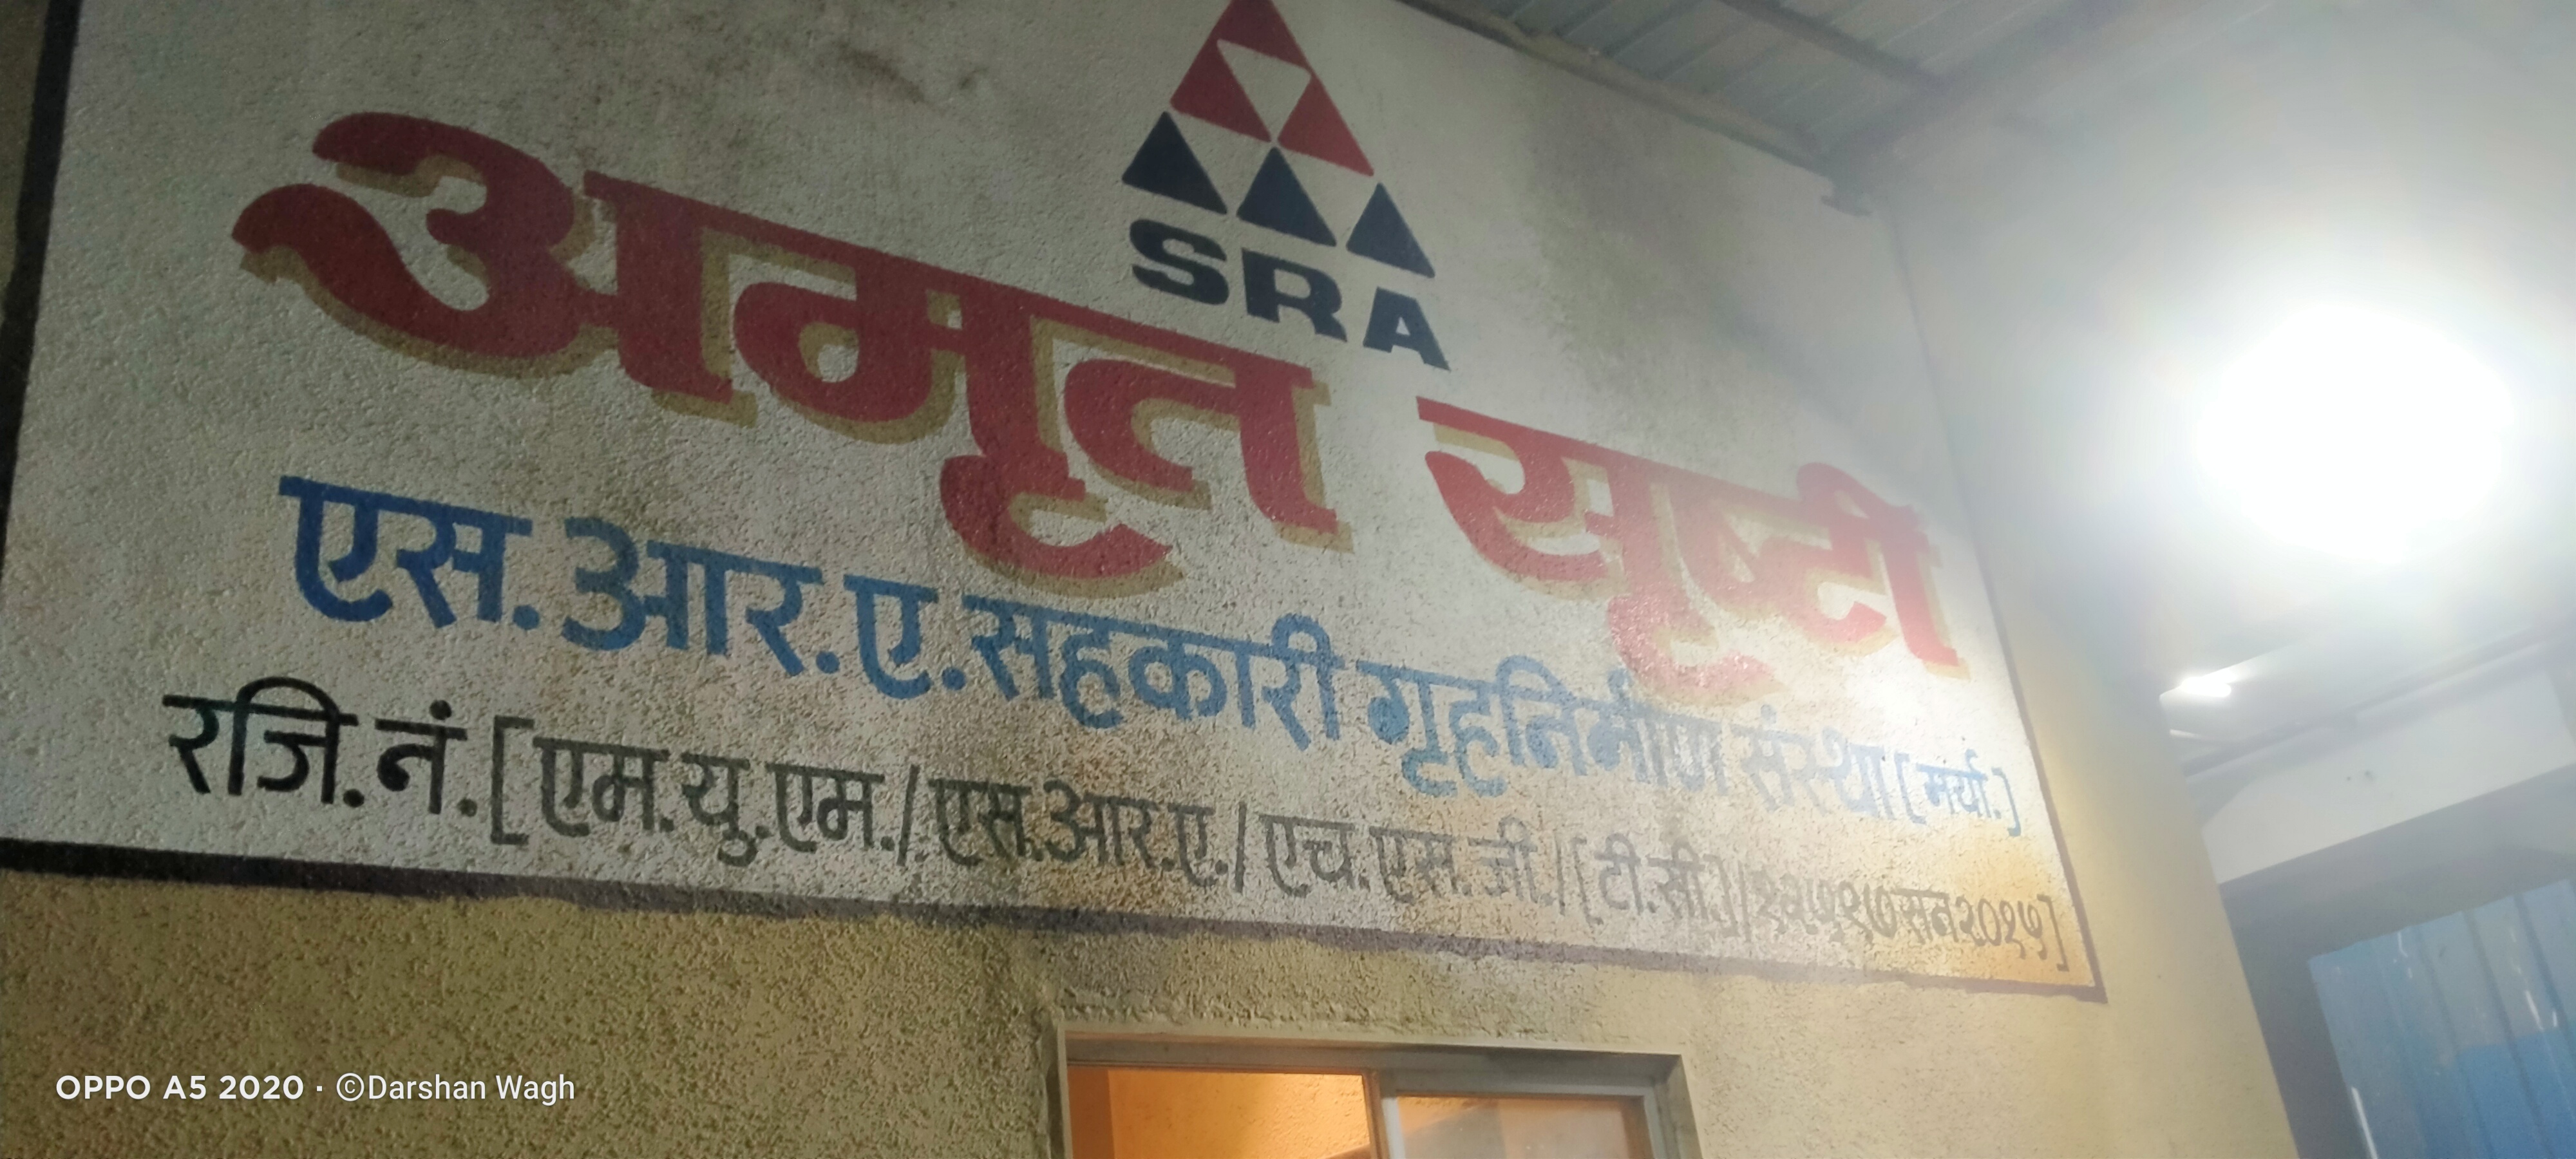 SRA
अमृत सृष्टी
एस.आर.ए.सहकारी गृहनिर्माण संस्था [मर्या.]
रजि.नं.[एम.यु.एम./एस.आर.ए./एच.एस.जी./[टी.सी.]/१२५१७सन२०१५]
OPPO A5 2020 · ©Darshan Wagh